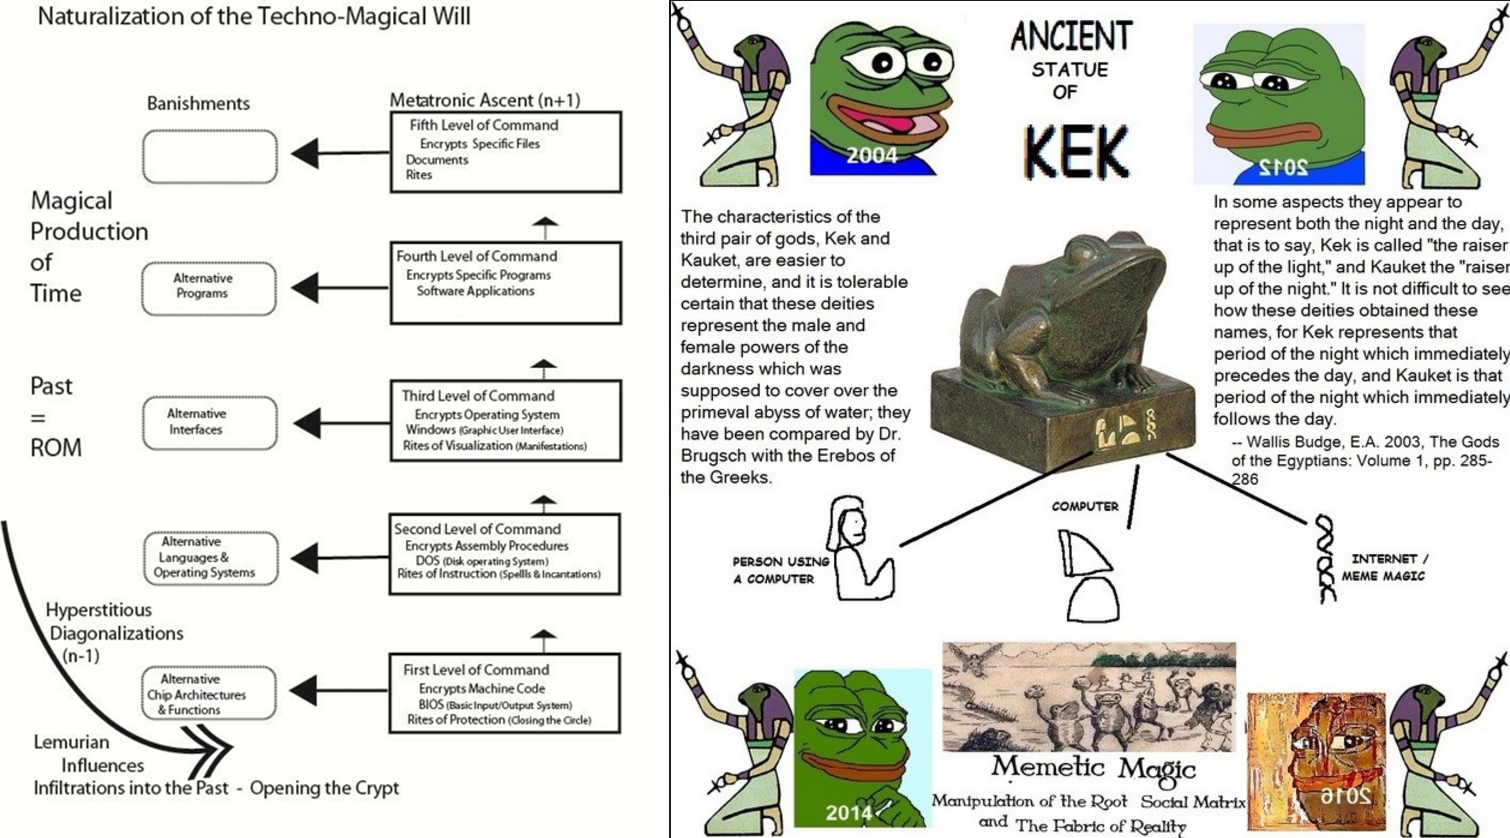 Naturalization of the Techno-Magical Will
Banishments
Metatronic Ascent (n+1)
Fifth Level of Command
Encrypts Specific Files
Documents
Rites
Magical
Production
of
Time
Alternative
Programs
Fourth Level of Command
Encrypts Specific Programs
Software Applications
Past
=
ROM
Alternative
Interfaces
Third Level of Command
Encrypts Operating System
Windows (Graphic User Interface)
Rites of Visualization (Manifestations)
Alternative
Languages &
Operating Systems
Second Level of Command
Encrypts Assembly Procedures
DOS (Disk operating System)
Rites of Instruction (Spellls & Incantations)
Hyperstitious
Diagonalizations
(n-1)
Alternative
Chip Architectures
& Functions
First Level of Command
Encrypts Machine Code
BIOS (Basic Input/Output System)
Rites of Protection (Closing the Circle)
Lemurian
Influences
Infiltrations into the Past - Opening the Crypt
2004
ANCIENT
STATUE
OF
KEK
2012
The characteristics of the
third pair of gods, Kek and
Kauket, are easier to
determine, and it is tolerable
certain that these deities
represent the male and
female powers of the
darkness which was
supposed to cover over the
primeval abyss of water; they
have been compared by Dr.
Brugsch with the Erebos of
the Greeks.
In some aspects they appear to
represent both the night and the day,
that is to say, Kek is called "the raiser
up of the light," and Kauket the "raiser
up of the night." It is not difficult to see
how these deities obtained these
names, for Kek represents that
period of the night which immediately
precedes the day, and Kauket is that
period of the night which immediately
follows the day.
-- Wallis Budge, E.A. 2003, The Gods
of the Egyptians: Volume 1, pp. 285-
286
PERSON USING
A COMPUTER
COMPUTER
INTERNET /
MEME MAGIC
2014
Memetic Magic
Manipulation of the Root Social Matrix
and The Fabric of Reality
2016